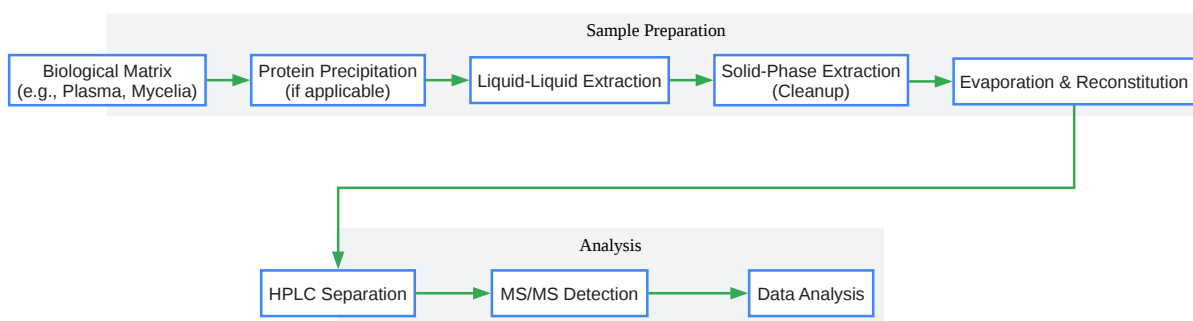 Sample Preparation
Biological Matrix
(e.g., Plasma, Mycelia)
Protein Precipitation
(if applicable)
Liquid-Liquid Extraction
Solid-Phase Extraction
(Cleanup)
Evaporation & Reconstitution
Analysis
HPLC Separation
MS/MS Detection
Data Analysis